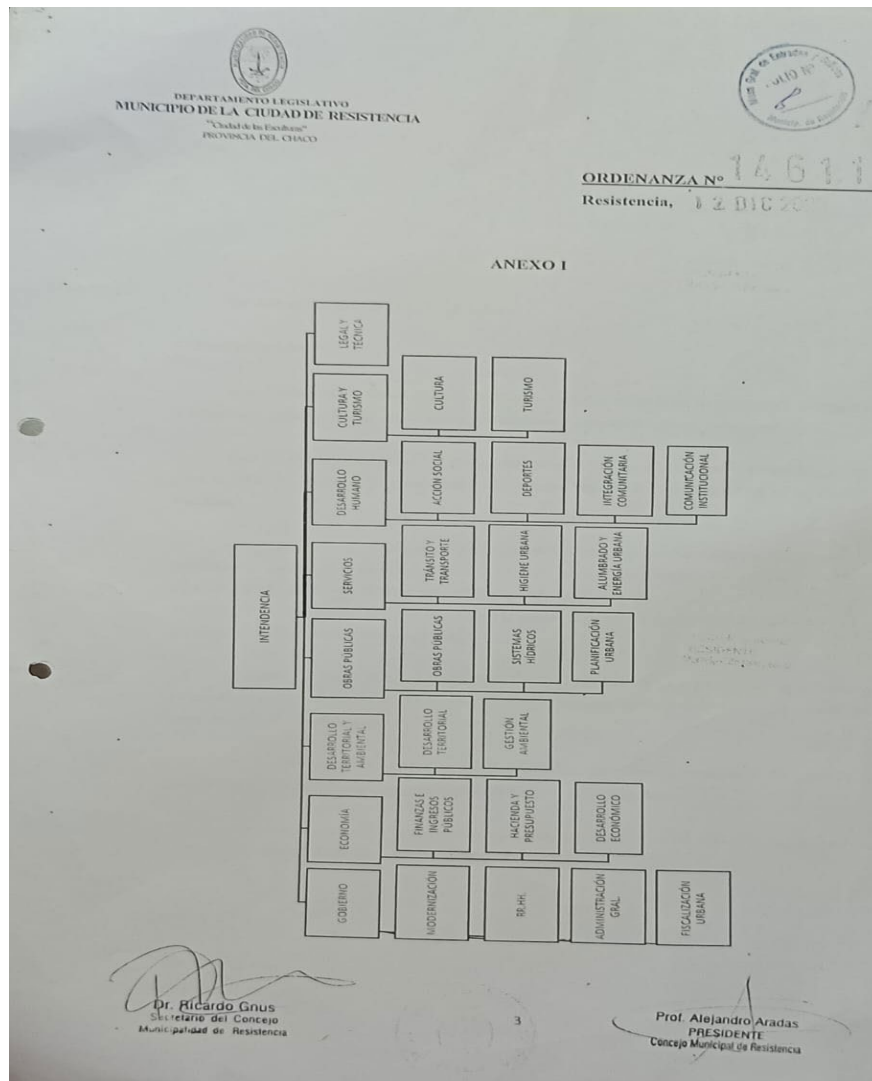 DEPARTAMENTO LEGISLATIVO
MUNICIPIO DE LA CIUDAD DE RESISTENCIA
"Ciudad de las Esculturas"
PROVINCIA DEL CHACO
ORDENANZA Nº 14611
Resistencia, 12 DIC
ANEXO I
INTENDENCIA
GOBIERNO
MODERNIZACIÓN
RR.HH.
ADMINISTRACIÓN
GRAL.
FISCALIZACIÓN
URBANA
ECONOMÍA
FINANZAS E
INGRESOS
PÚBLICOS
HACIENDA Y
PRESUPUESTO
DESARROLLO
ECONÓMICO
DESARROLLO
TERRITORIAL Y
AMBIENTAL
DESARROLLO
TERRITORIAL
GESTIÓN
AMBIENTAL
OBRAS PÚBLICAS
OBRAS PÚBLICAS
SISTEMAS
HÍDRICOS
PLANIFICACIÓN
URBANA
SERVICIOS
TRÁNSITO Y
TRANSPORTE
HIGIENE URBANA
ALUMBRADO Y
ENERGÍA URBANA
DESARROLLO
HUMANO
ACCIÓN SOCIAL
DEPORTES
INTEGRACIÓN
COMUNITARIA
COMUNICACIÓN
INSTITUCIONAL
CULTURA Y
TURISMO
CULTURA
TURISMO
LEGAL Y
TÉCNICA
Dr. Ricardo Gnus
Secretario del Concejo
Municipalidad de Resistencia
3
Prof. Alejandro Aradas
PRESIDENTE
Concejo Municipal de Resistencia